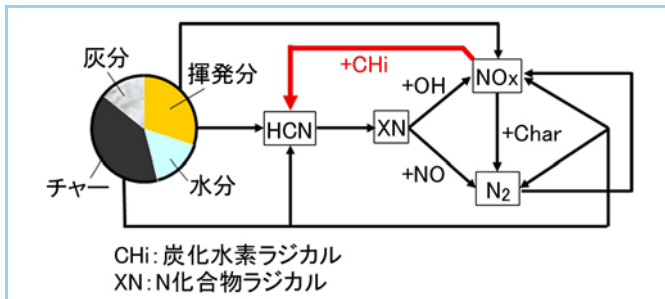 灰分
揮発分
チャー
水分
HCN
XN
+CHi
+OH
+NO
NOx
+Char
N₂
CHi：炭化水素ラジカル
XN：N化合物ラジカル